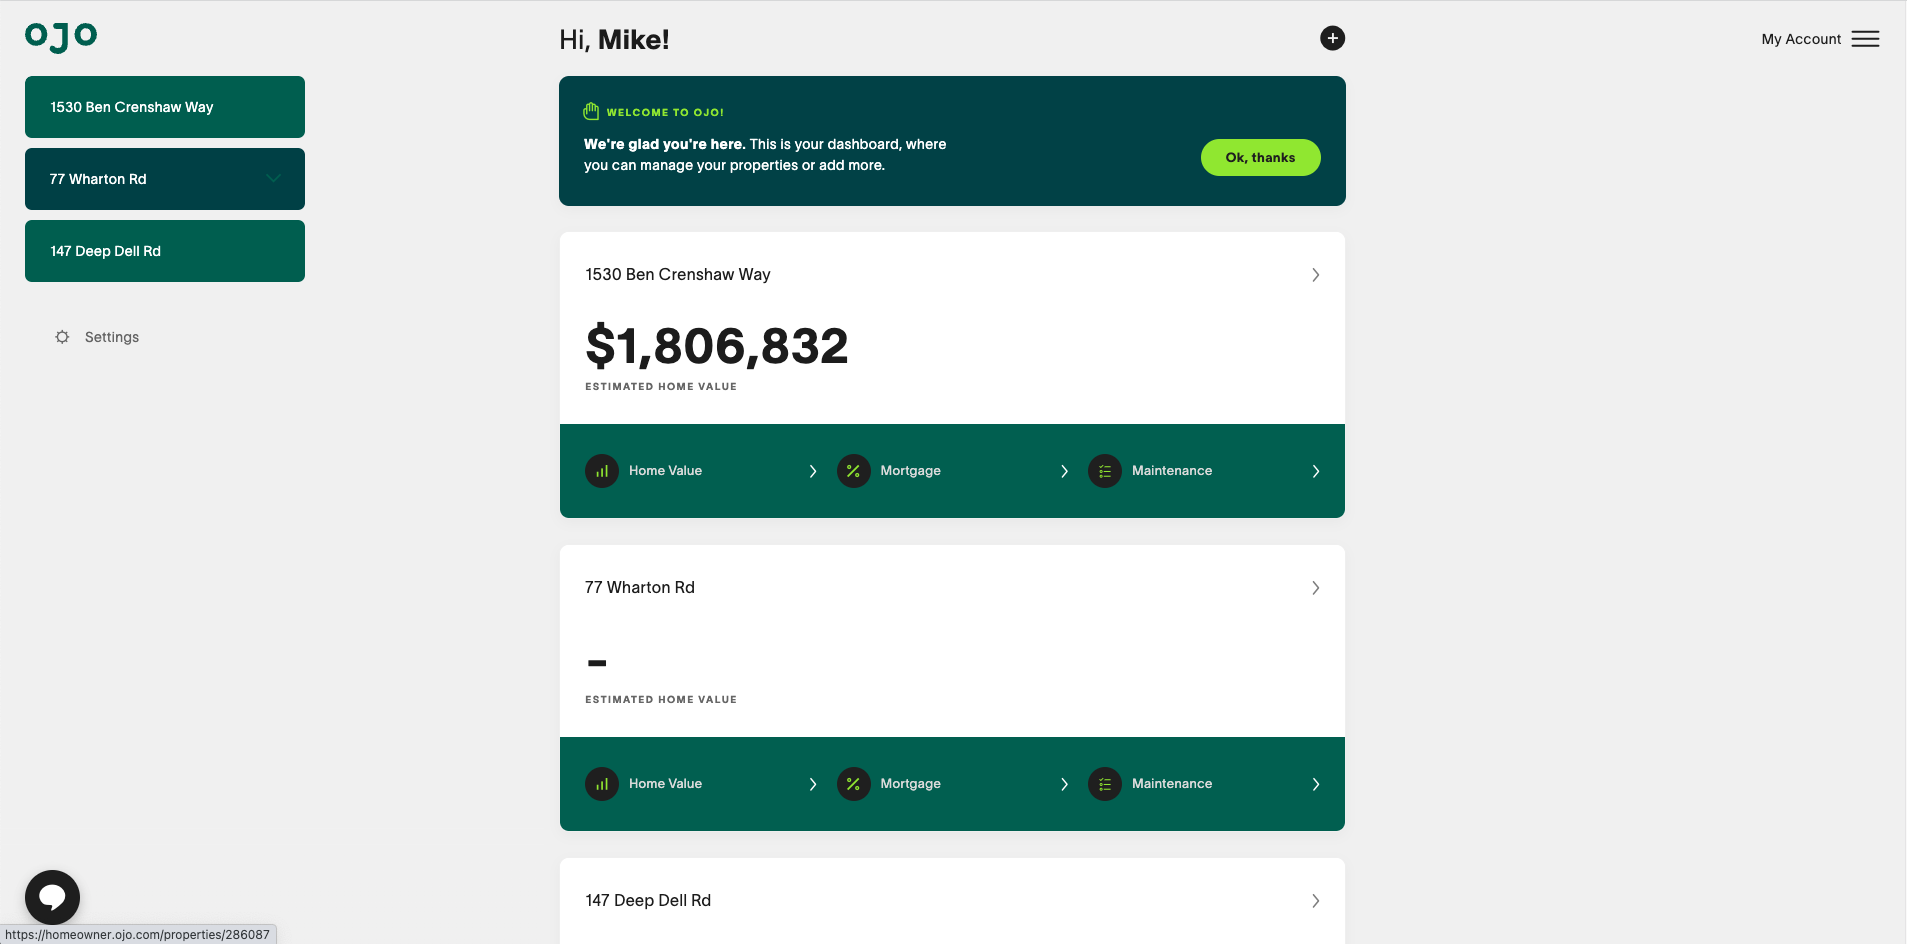 ojo
Hi, Mike!
My Account
1530 Ben Crenshaw Way
77 Wharton Rd
147 Deep Dell Rd
Settings
WELCOME TO OJO!
We're glad you're here. This is your dashboard, where
you can manage your properties or add more.
Ok, thanks
1530 Ben Crenshaw Way
$1,806,832
ESTIMATED HOME VALUE
Home Value
Mortgage
Maintenance
77 Wharton Rd
-
ESTIMATED HOME VALUE
Home Value
Mortgage
Maintenance
147 Deep Dell Rd
https://homeowner.ojo.com/properties/286087